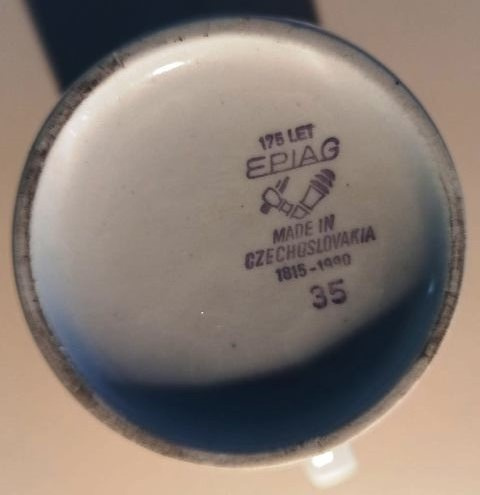 175 LET
EPIAG
MADE IN
CZECHOSLOVAKIA
1815-1990
35